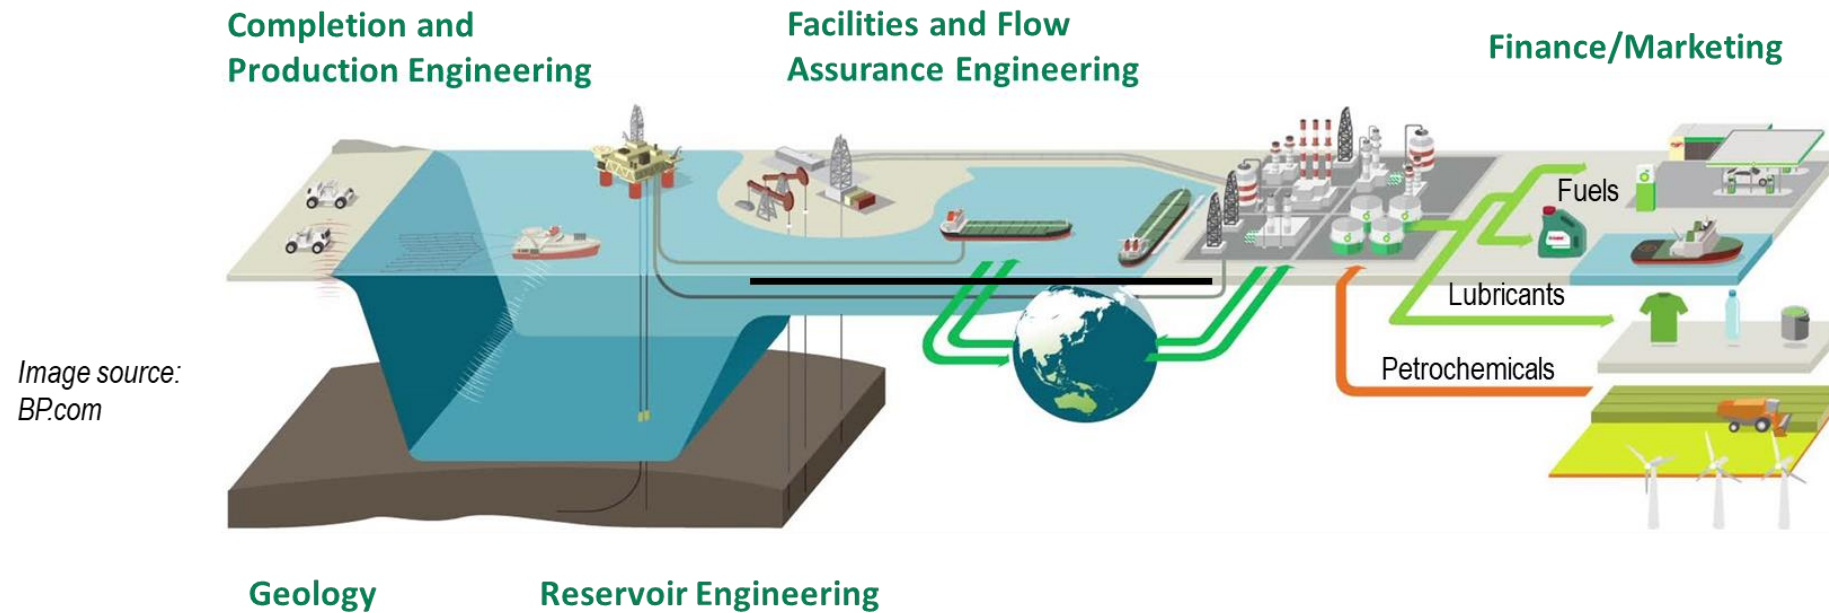 Completion and
Production Engineering
Facilities and Flow
Assurance Engineering
Finance/Marketing
Fuels
Lubricants
Petrochemicals
Image source:
BP.com
Geology
Reservoir Engineering